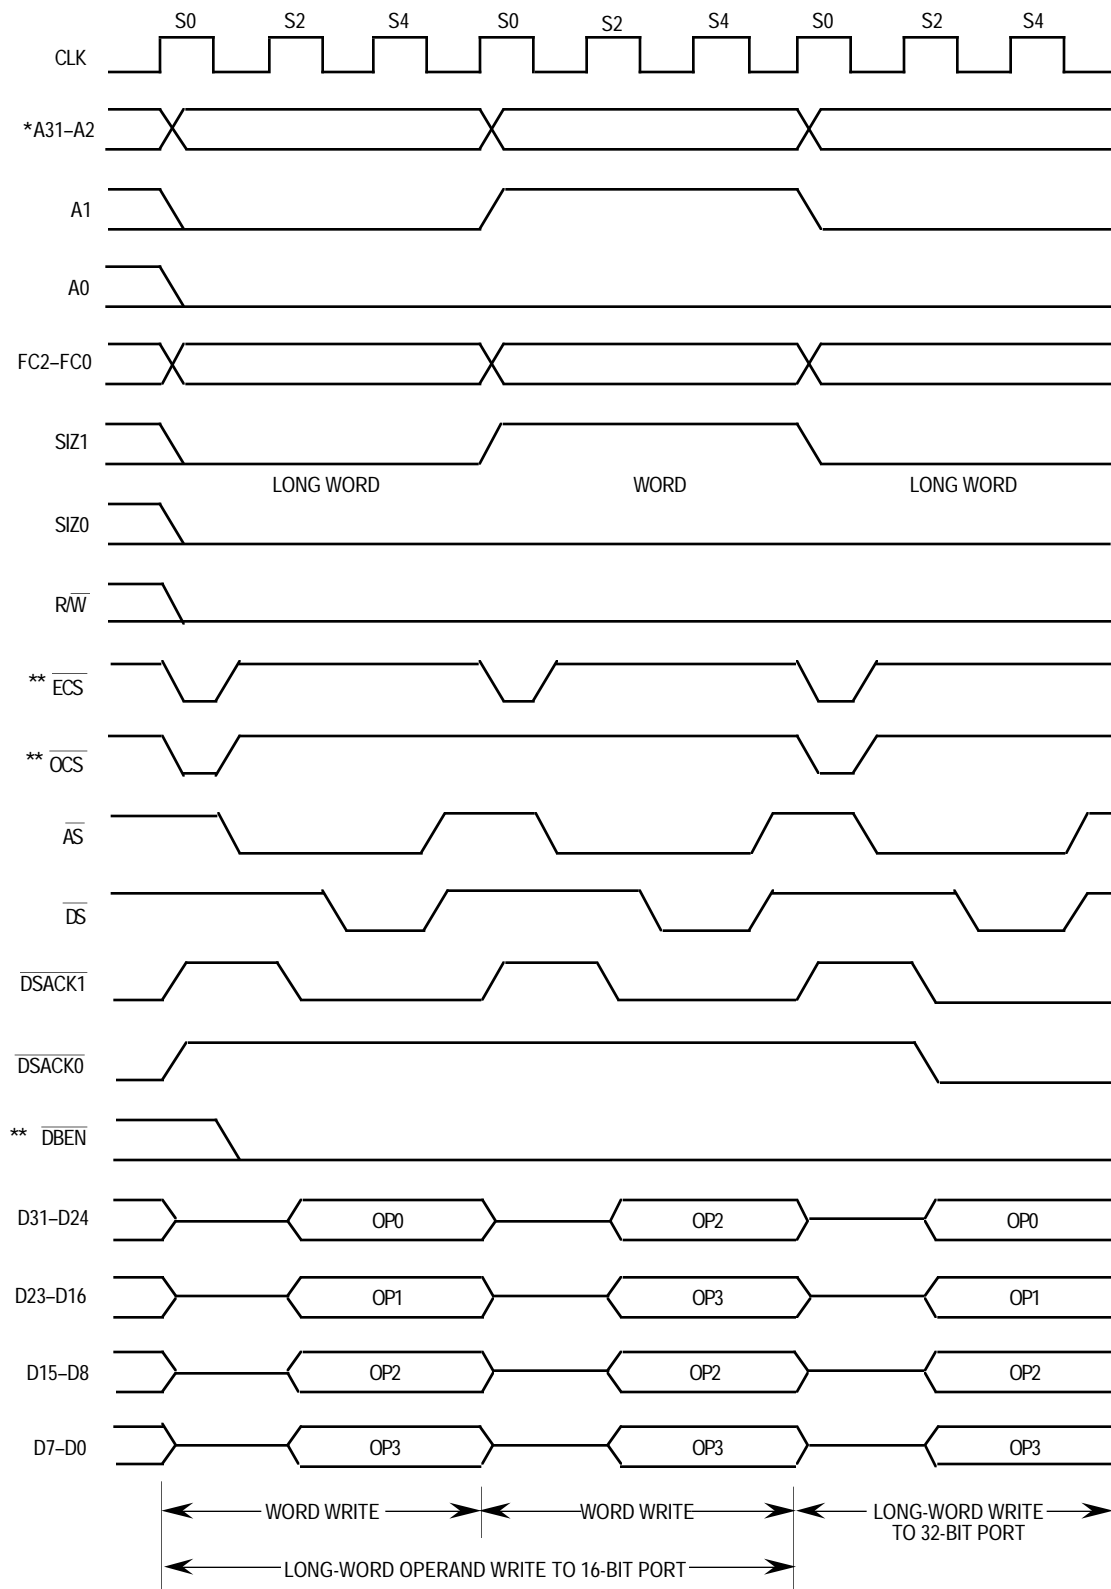 S0 S2 S4 S0 S2 S4 S0 S2 S4
CLK
*A31–A2
A1
A0
FC2–FC0
SIZ1
LONG WORD WORD LONG WORD
SIZ0
R/W
** ECS
** OCS
AS
DS
DSACK1
DSACK0
** DBEN
D31–D24 OP0 OP2 OP0
D23–D16 OP1 OP3 OP1
D15–D8 OP2 OP2 OP2
D7–D0 OP3 OP3 OP3
WORD WRITE WORD WRITE LONG-WORD WRITE
TO 32-BIT PORT
LONG-WORD OPERAND WRITE TO 16-BIT PORT